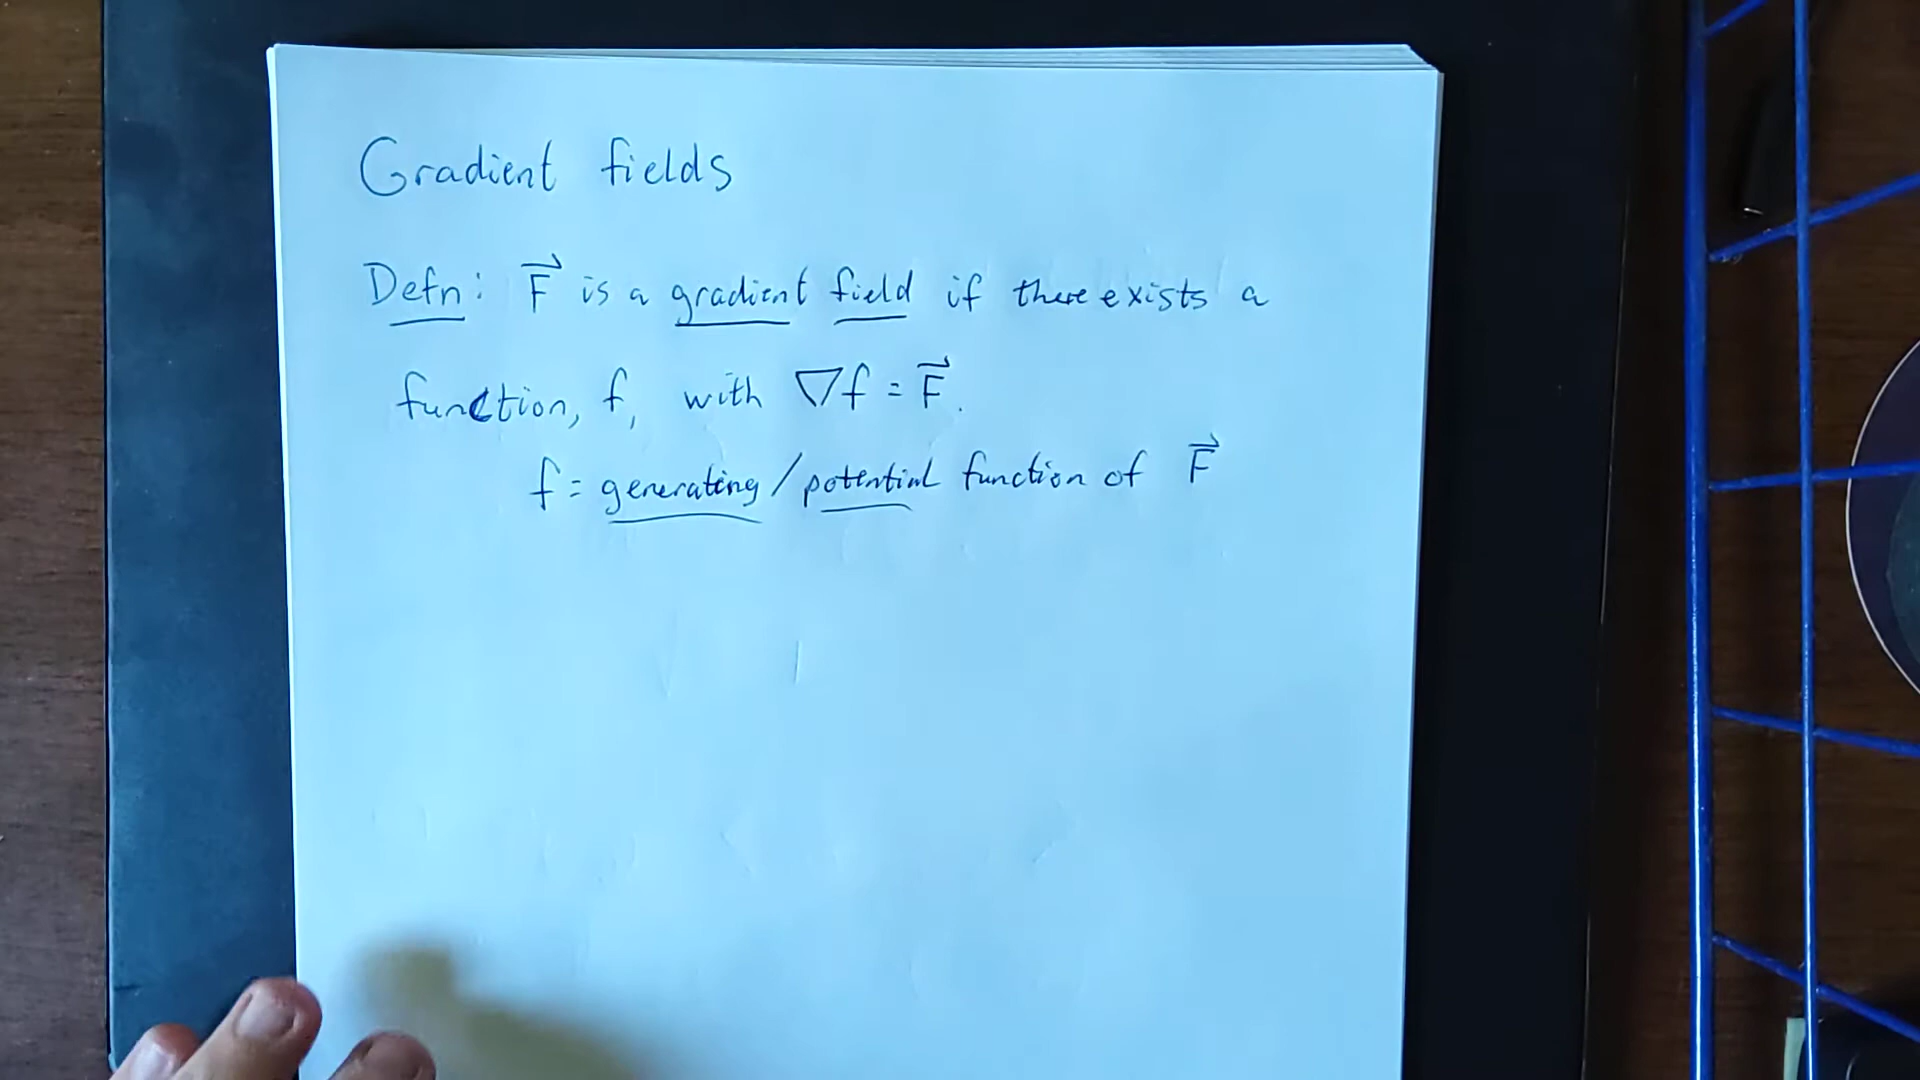 Gradient fields
Defn: F⃗ is a gradient field if there exists a
function, f, with ∇f = F⃗.
f = generating / potential function of F⃗